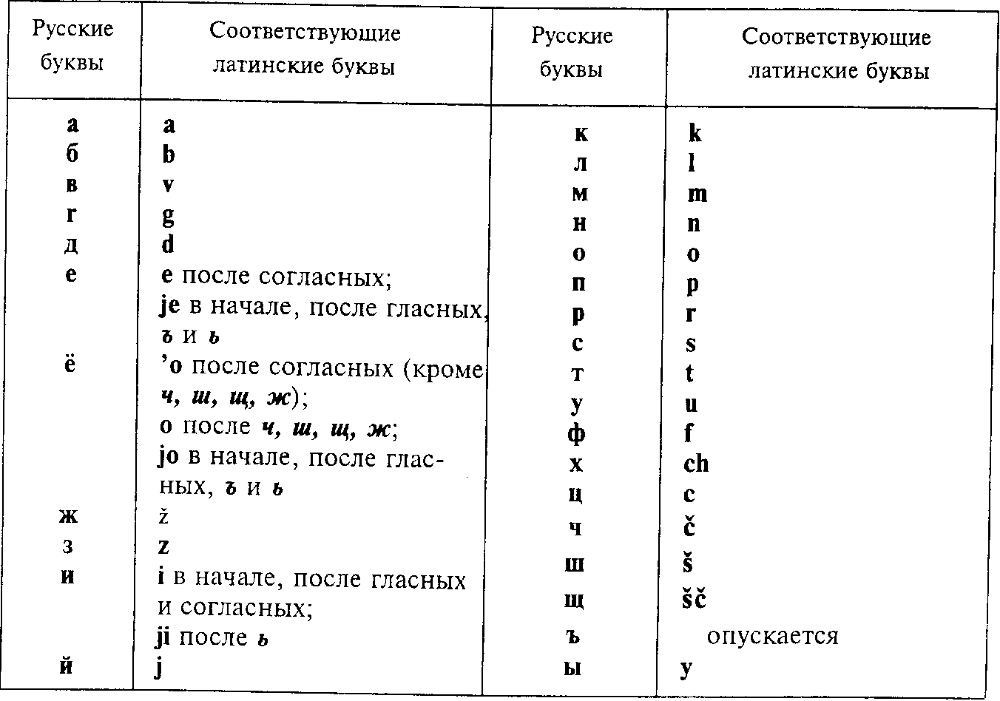 Русские буквы | Соответствующие латинские буквы | Русские буквы | Соответствующие латинские буквы
а | a | к | k
б | b | л | l
в | v | м | m
г | g | н | n
д | d | о | o
е | e после согласных; | п | p
je в начале, после гласных, | р | r
ъ и ь | с | s
ё | ’o после согласных (кроме | т | t
ч, ш, щ, ж); | у | u
o после ч, ш, щ, ж; | ф | f
jo в начале, после глас- | х | ch
ных, ъ и ь | ц | c
ж | ž | ч | č
з | z
и | i в начале, после гласных | ш | š
и согласных; | щ | šč
ji после ь | ъ | опускается
й | j | ы | y